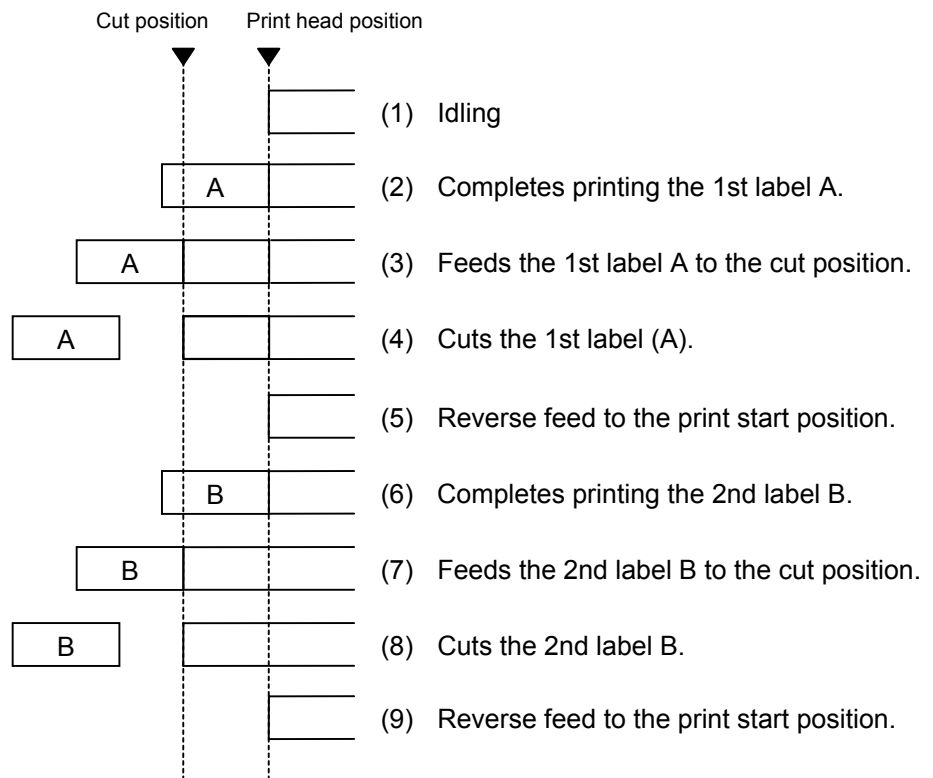 Cut position Print head position
(1) Idling
A (2) Completes printing the 1st label A.
A (3) Feeds the 1st label A to the cut position.
A (4) Cuts the 1st label (A).
(5) Reverse feed to the print start position.
B (6) Completes printing the 2nd label B.
B (7) Feeds the 2nd label B to the cut position.
B (8) Cuts the 2nd label B.
(9) Reverse feed to the print start position.